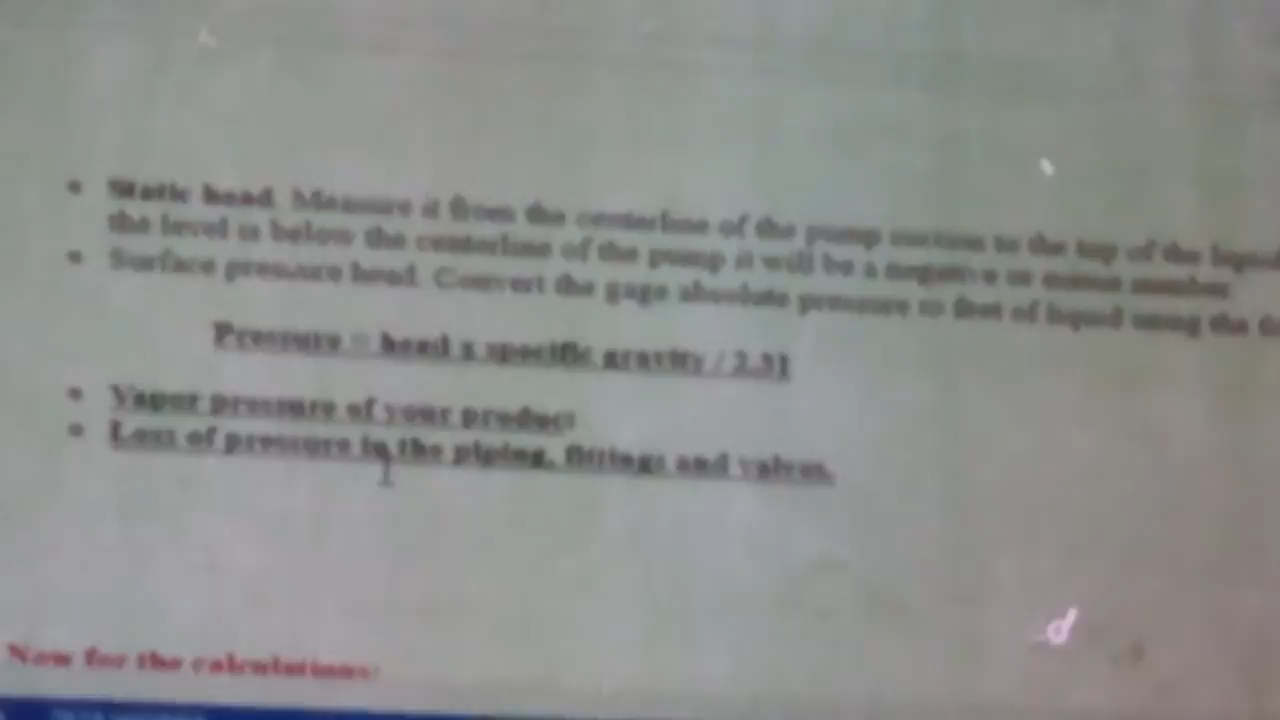 • Static head. Measure it from the centerline of the pump suction to the top of the liquid
the level is below the centerline of the pump it will be a negative or minus number.
• Surface pressure head. Convert the gage absolute pressure to feet of liquid using the
Pressure = head x specific gravity / 2.31
• Vapor pressure of your product
• Loss of pressure in the piping, fittings and valves.
Now for the calculations: